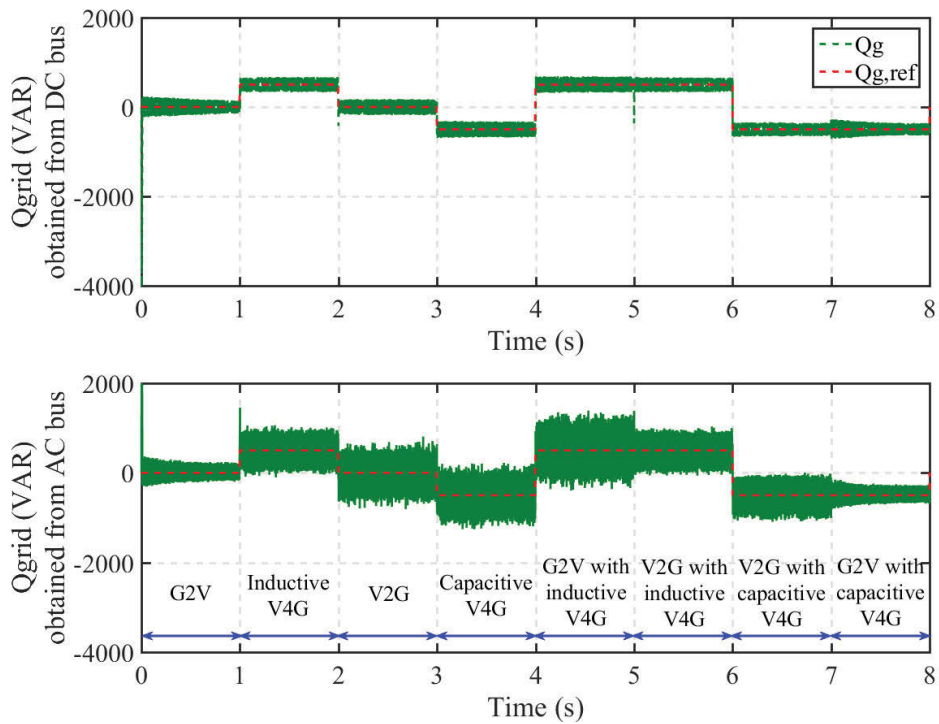 Qgrid (VAR)
obtained from DC bus
2000
0
-2000
-4000
Qg
Qg,ref
0 1 2 3 4 5 6 7 8
Time (s)
Qgrid (VAR)
obtained from AC bus
2000
0
-2000
-4000
G2V
Inductive
V4G
V2G
Capacitive
V4G
G2V with
inductive
V4G
V2G with
inductive
V4G
V2G with
capacitive
V4G
G2V with
capacitive
V4G
0 1 2 3 4 5 6 7 8
Time (s)